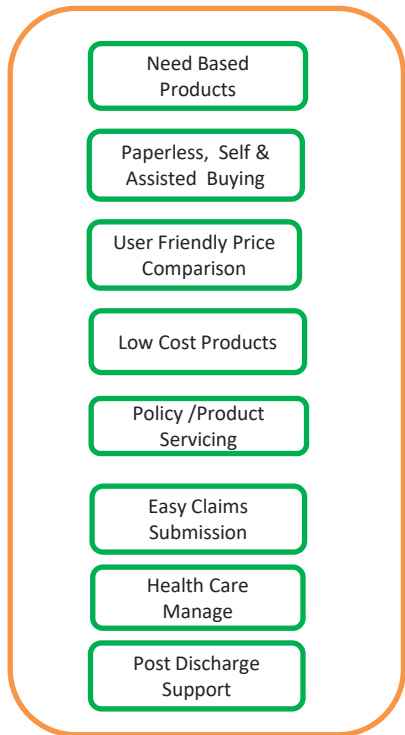 Need Based
Products
Paperless, Self &
Assisted Buying
User Friendly Price
Comparison
Low Cost Products
Policy /Product
Servicing
Easy Claims
Submission
Health Care
Manage
Post Discharge
Support